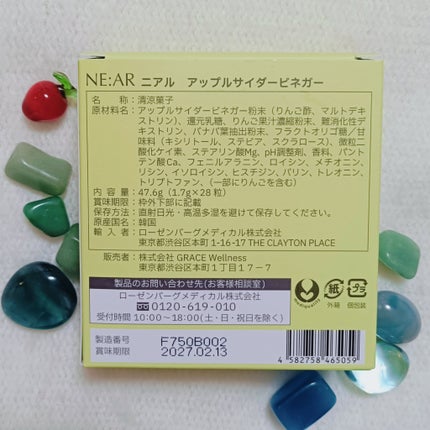 NE:AR ニアル アップルサイダービネガー
名 称:清涼菓子
原材料名:アップルサイダービネガー粉末(りんご酢、マルトデキ
ストリン)、還元乳糖、りんご果汁濃縮粉末、難消化性デ
キストリン、バナバ葉抽出粉末、フラクトオリゴ糖/甘
味料(キシリトール、ステビア、スクラロース)、微粒二
酸化ケイ素、ステアリン酸Mg、pH調整剤、香料、パント
テン酸Ca、フェニルアラニン、ロイシン、メチオニン、
リシン、イソロイシン、ヒスチジン、バリン、トレオニン、
トリプトファン、(一部にりんごを含む)
内 容 量:47.6g (1.7g×28粒)
賞味期限:枠外下部に記載
保存方法:直射日光・高温多湿を避けて保存してください。
原産国名:韓国
輸 入 者:ローゼンバーグメディカル株式会社
東京都渋谷区本町 1-16-17 THE CLAYTON PLACE
販売者:株式会社 GRACE Wellness
東京都渋谷区本町1丁目17-7
製品のお問い合わせ先(お客様相談室)
ローゼンバーグメディカル株式会社
0120-619-010
受付時間 10:00~18:00(土・日・祝日を除く)
紙 プラ
外箱 個包装
製造番号 F750B002
賞味期限 2027.02.13
4 582758 465059